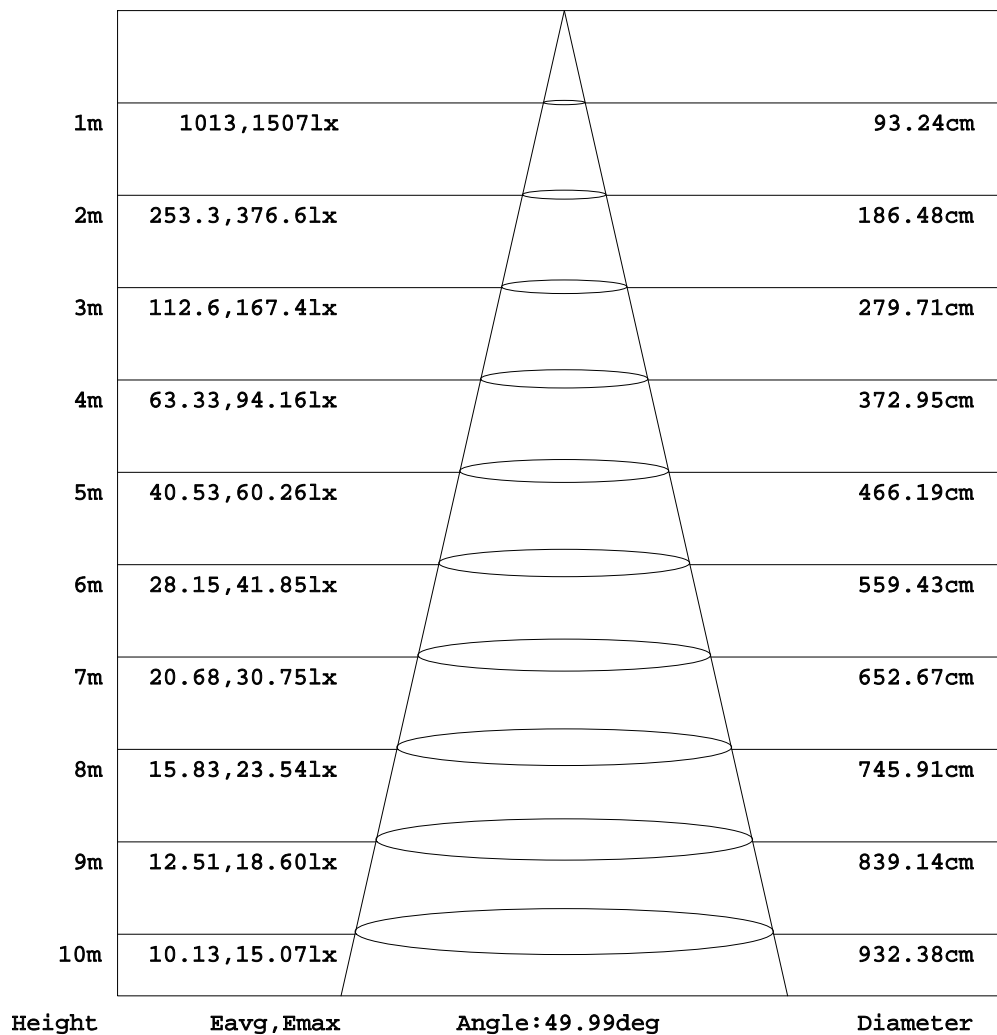 1m 1013,1507lx 93.24cm
2m 253.3,376.6lx 186.48cm
3m 112.6,167.4lx 279.71cm
4m 63.33,94.16lx 372.95cm
5m 40.53,60.26lx 466.19cm
6m 28.15,41.85lx 559.43cm
7m 20.68,30.75lx 652.67cm
8m 15.83,23.54lx 745.91cm
9m 12.51,18.60lx 839.14cm
10m 10.13,15.07lx 932.38cm
Height Eavg,Emax Angle:49.99deg Diameter